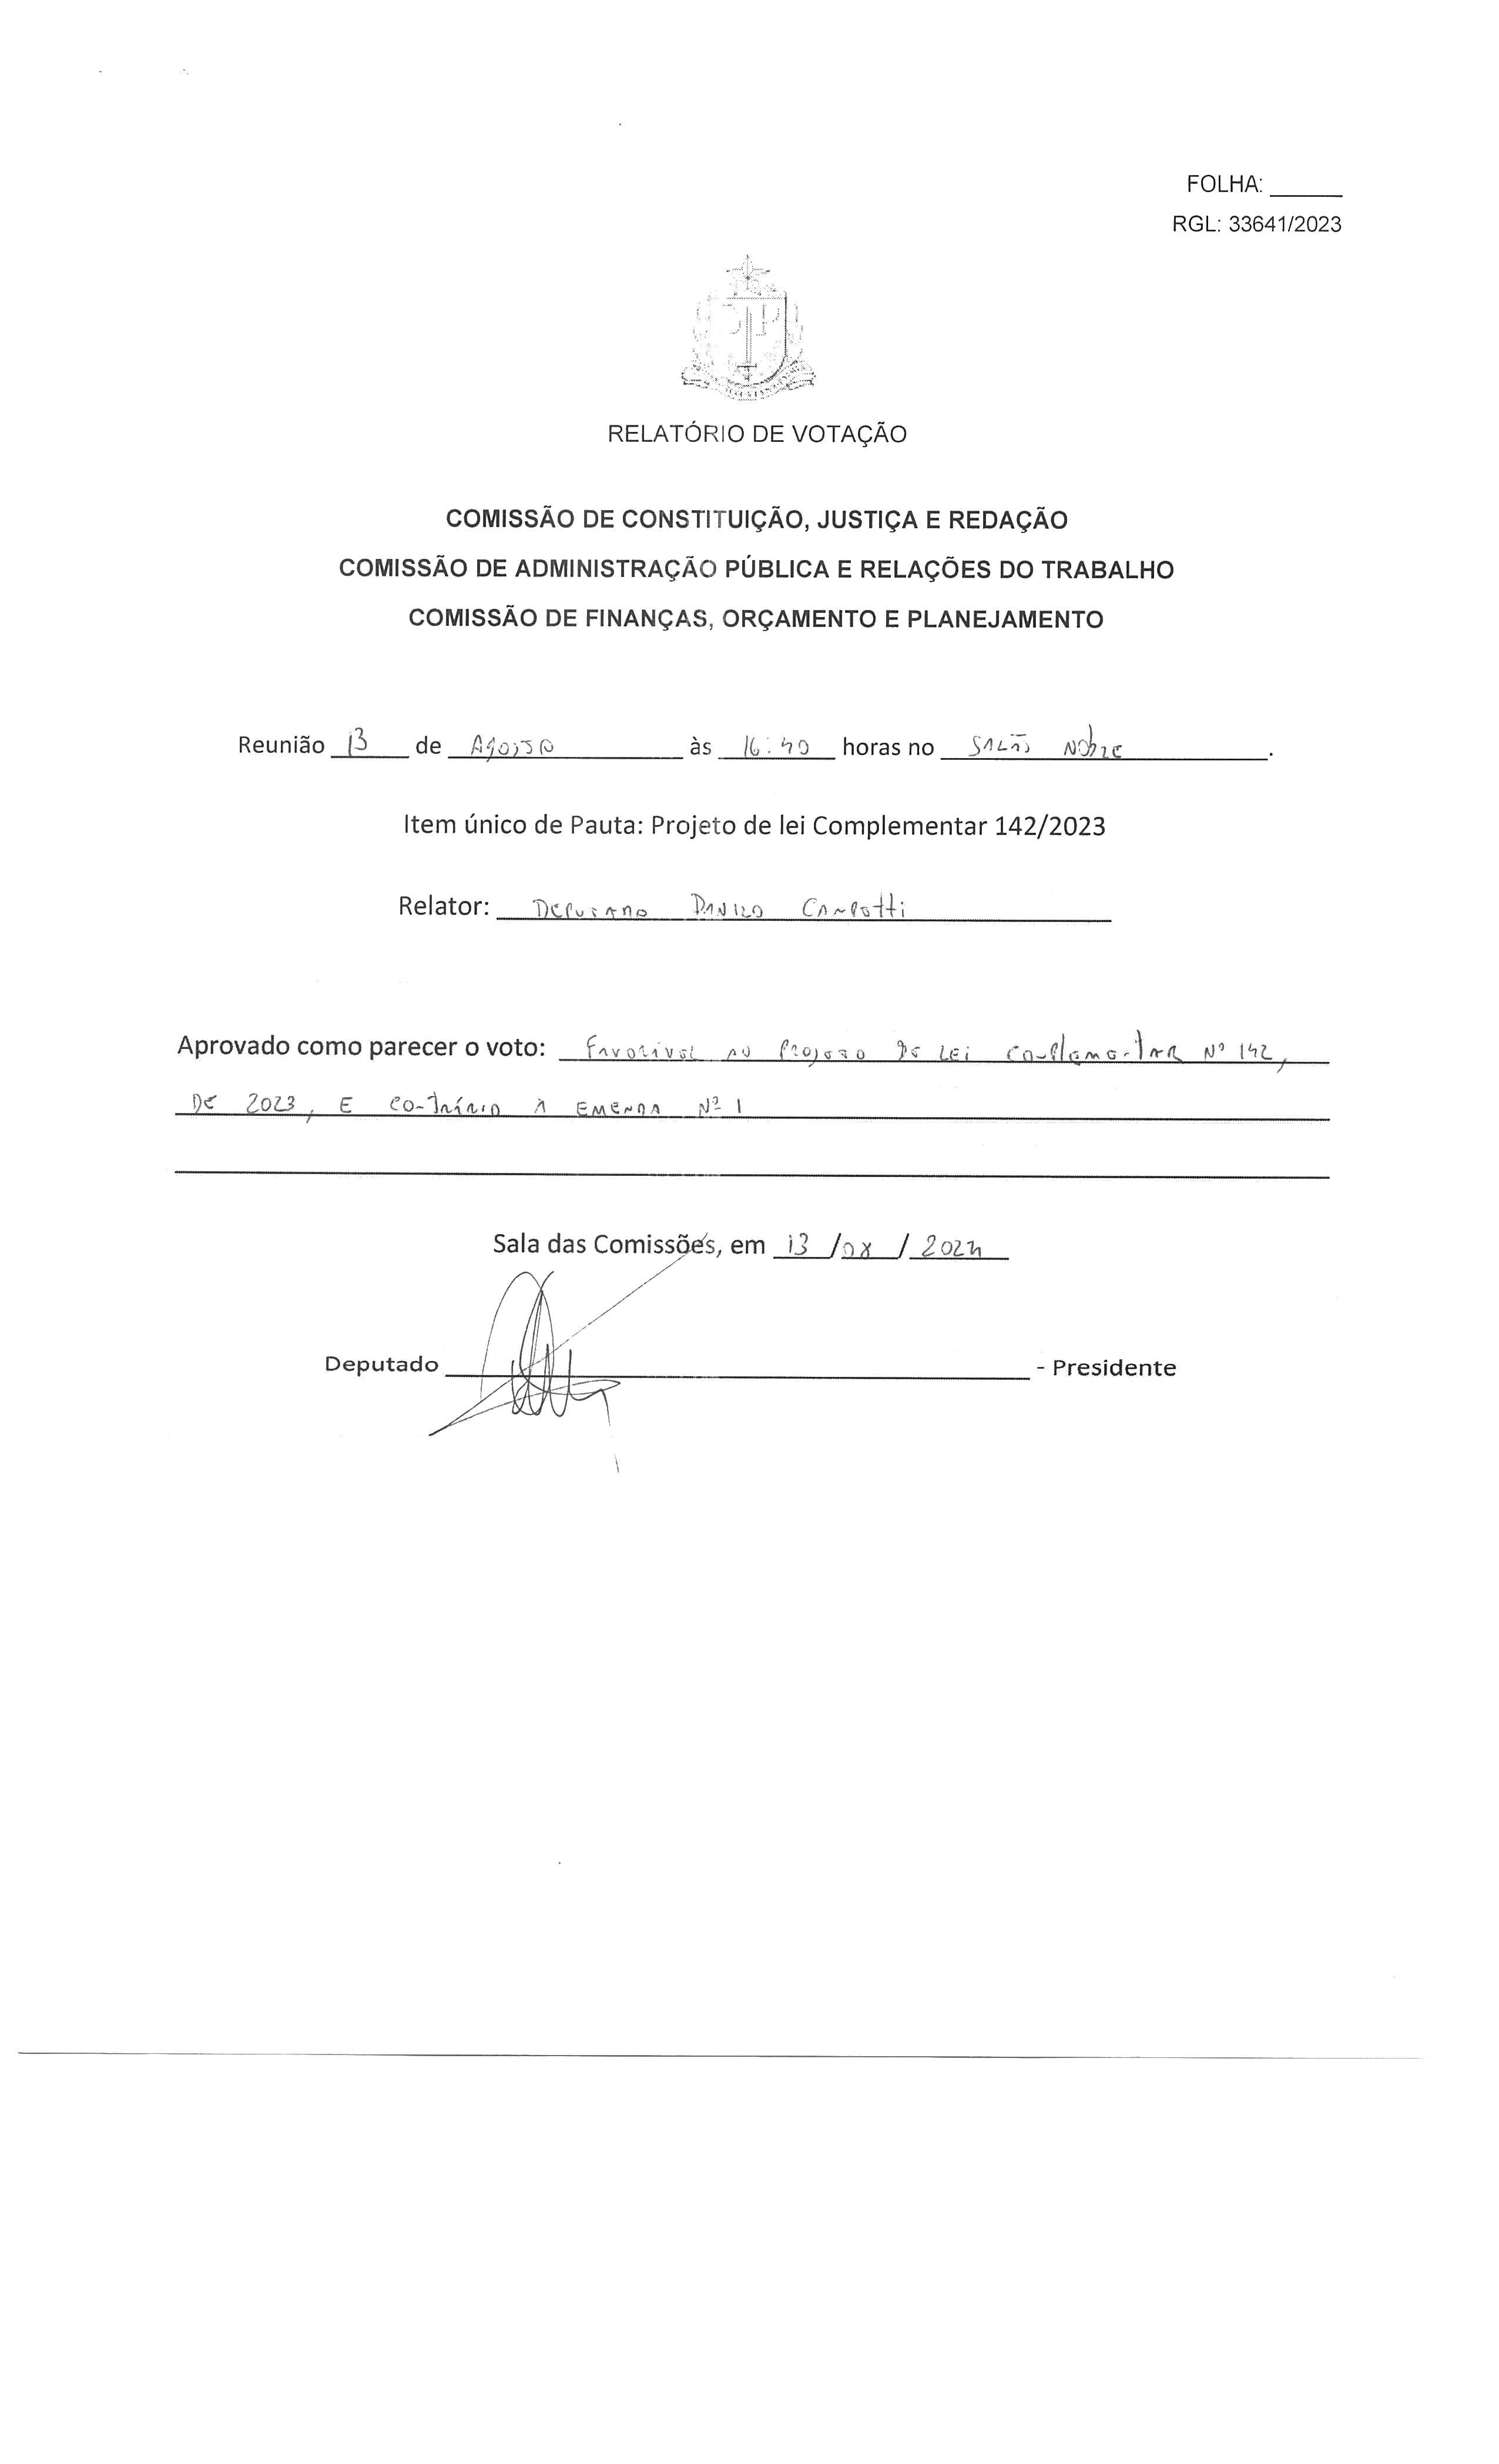 FOLHA: ______
RGL: 33641/2023
RELATÓRIO DE VOTAÇÃO
COMISSÃO DE CONSTITUIÇÃO, JUSTIÇA E REDAÇÃO
COMISSÃO DE ADMINISTRAÇÃO PÚBLICA E RELAÇÕES DO TRABALHO
COMISSÃO DE FINANÇAS, ORÇAMENTO E PLANEJAMENTO
Reunião 13 de AgosTo às 16:40 horas no SALÃO NObRE.
Item único de Pauta: Projeto de lei Complementar 142/2023
Relator: DEPUTADO DANILO CAMPOtti
Aprovado como parecer o voto: FAVORÁVEL AO PROJETO DE LEI COMPlEMENTAR Nº 142,
DE 2023, E CONTRÁRIO À EMENDA Nº 1
Sala das Comissões, em 13 /08 / 2024
Deputado - Presidente